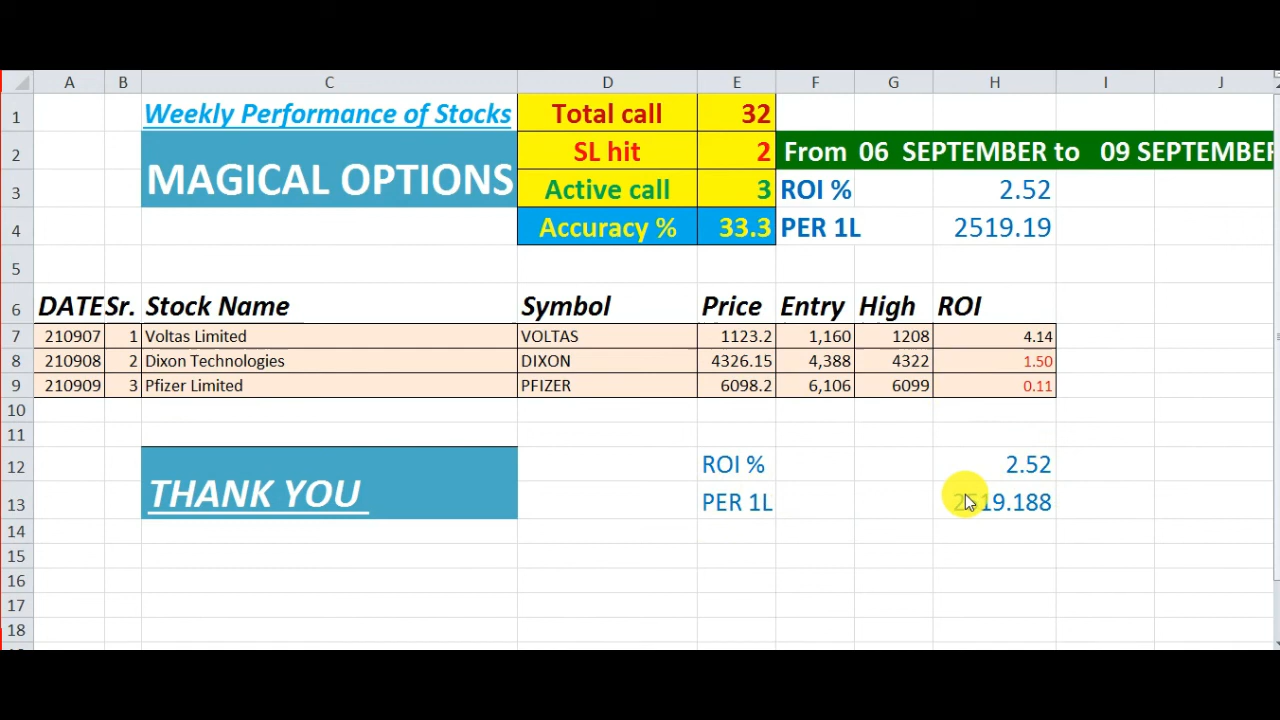 A B C D E F G H I J
1 Weekly Performance of Stocks Total call 32
2 MAGICAL OPTIONS SL hit 2 From 06 SEPTEMBER to 09 SEPTEMBER
3 Active call 3 ROI % 2.52
4 Accuracy % 33.3 PER 1L 2519.19
5
6 DATE Sr. Stock Name Symbol Price Entry High ROI
7 210907 1 Voltas Limited VOLTAS 1123.2 1,160 1208 4.14
8 210908 2 Dixon Technologies DIXON 4326.15 4,388 4322 1.50
9 210909 3 Pfizer Limited PFIZER 6098.2 6,106 6099 0.11
10
11
12 ROI % 2.52
13 THANK YOU PER 1L 2519.188
14
15
16
17
18